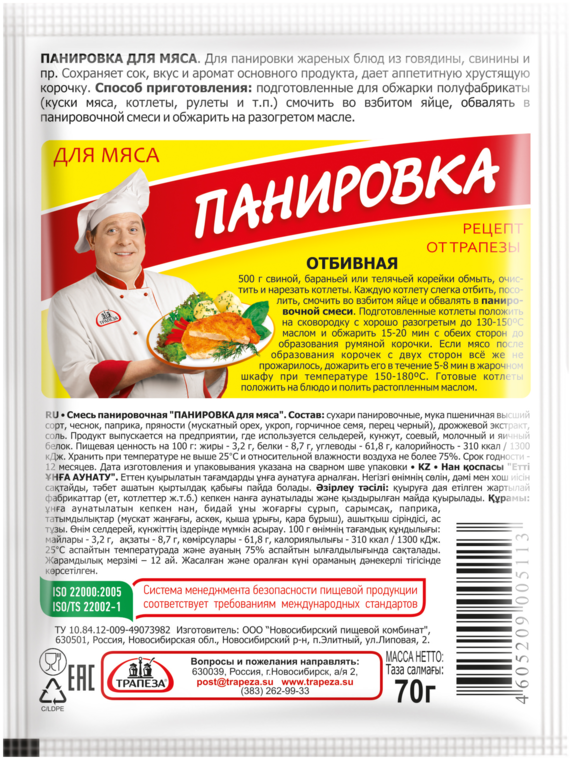 ПАНИРОВКА ДЛЯ МЯСА. Для панировки жареных блюд из говядины, свинины и
пр. Сохраняет сок, вкус и аромат основного продукта, дает аппетитную хрустящую
корочку. Способ приготовления: подготовленные для обжарки полуфабрикаты
(куски мяса, котлеты, рулеты и т.п.) смочить во взбитом яйце, обвалять в
панировочной смеси и обжарить на разогретом масле.
ДЛЯ МЯСА
ПАНИРОВКА
РЕЦЕПТ
ОТ ТРАПЕЗЫ
ОТБИВНАЯ
500 г свиной, бараньей или телячьей корейки обмыть, очис-
тить и нарезать котлеты. Каждую котлету слегка отбить, посо-
лить, смочить во взбитом яйце и обвалять в паниро-
вочной смеси. Подготовленные котлеты положить
на сковородку с хорошо разогретым до 130-150ºС
маслом и обжарить 15-20 мин с обеих сторон до
образования румяной корочки. Если мясо после
образования корочек с двух сторон всё же не
прожарилось, дожарить его в течение 5-8 мин в жарочном
шкафу при температуре 150-180ºС. Готовые котлеты
положить на блюдо и полить растопленным маслом.
ТРАПЕЗА
RU • Смесь панировочная "ПАНИРОВКА для мяса". Состав: сухари панировочные, мука пшеничная высший
сорт, чеснок, паприка, пряности (мускатный орех, укроп, горчичное семя, перец черный), дрожжевой экстракт,
соль. Продукт выпускается на предприятии, где используется сельдерей, кунжут, соевый, молочный и яичный
белок. Пищевая ценность на 100 г: жиры - 3,2 г, белки - 8,7 г, углеводы - 61,8 г, калорийность - 310 ккал / 1300
кДж. Хранить при температуре не выше 25°С и относительной влажности воздуха не более 75%. Срок годности -
12 месяцев. Дата изготовления и упаковывания указана на сварном шве упаковки • KZ • Нан қоспасы "Етті
ҰНҒА АУНАТУ". Еттен қуырылатын тағамдарды ұнға аунатуға арналған. Негізгі өнімнің сөлін, дәмі мен хош иісін
сақтайды, тәбет ашатын қыртылдақ қабығы пайда болады. Әзірлеу тәсілі: қуыруға дая етілген жартылай
фабрикаттар (ет, котлеттер ж.т.б.) кепкен нанға аунатылады және қыздырылған майда қуырылады. Құрамы:
ұнға аунатылатын кепкен нан, бидай ұны жоғарғы сұрып, сарымсақ, паприка,
татымдылықтар (мускат жаңғағы, аскөк, қыша ұрығы, қара бұрыш), ашытқыш сіріндісі, ас
тұзы. Өнім селдерей, күнжіттің іздерінде мүмкін асырау. 100 г өнімнің тағамдық құндылығы:
майлары - 3,2 г, ақзаты - 8,7 г, көмірсулары - 61,8 г, калориялылығы - 310 ккал / 1300 кДж.
25°С аспайтын температурада және ауаның 75% аспайтын ылғалдылығында сақталады.
Жарамдылық мерзімі – 12 ай. Жасалған және оралған күні ораманың дәнекерлі тігісінде
көрсетілген.
ISO 22000:2005
ISO/TS 22002-1
Система менеджмента безопасности пищевой продукции
соответствует требованиям международных стандартов
ТУ 10.84.12-009-49073982 Изготовитель: ООО "Новосибирский пищевой комбинат",
630501, Россия, Новосибирская обл., Новосибирский р-н, п.Элитный, ул.Липовая, 2.
EAC
C/LDPE
ТРАПЕЗА
Вопросы и пожелания направлять:
630039, Россия, г.Новосибирск, а/я 2,
post@trapeza.su www.trapeza.su
(383) 262-99-33
МАССА НЕТТО:
Таза салмағы:
70г
4605209005113